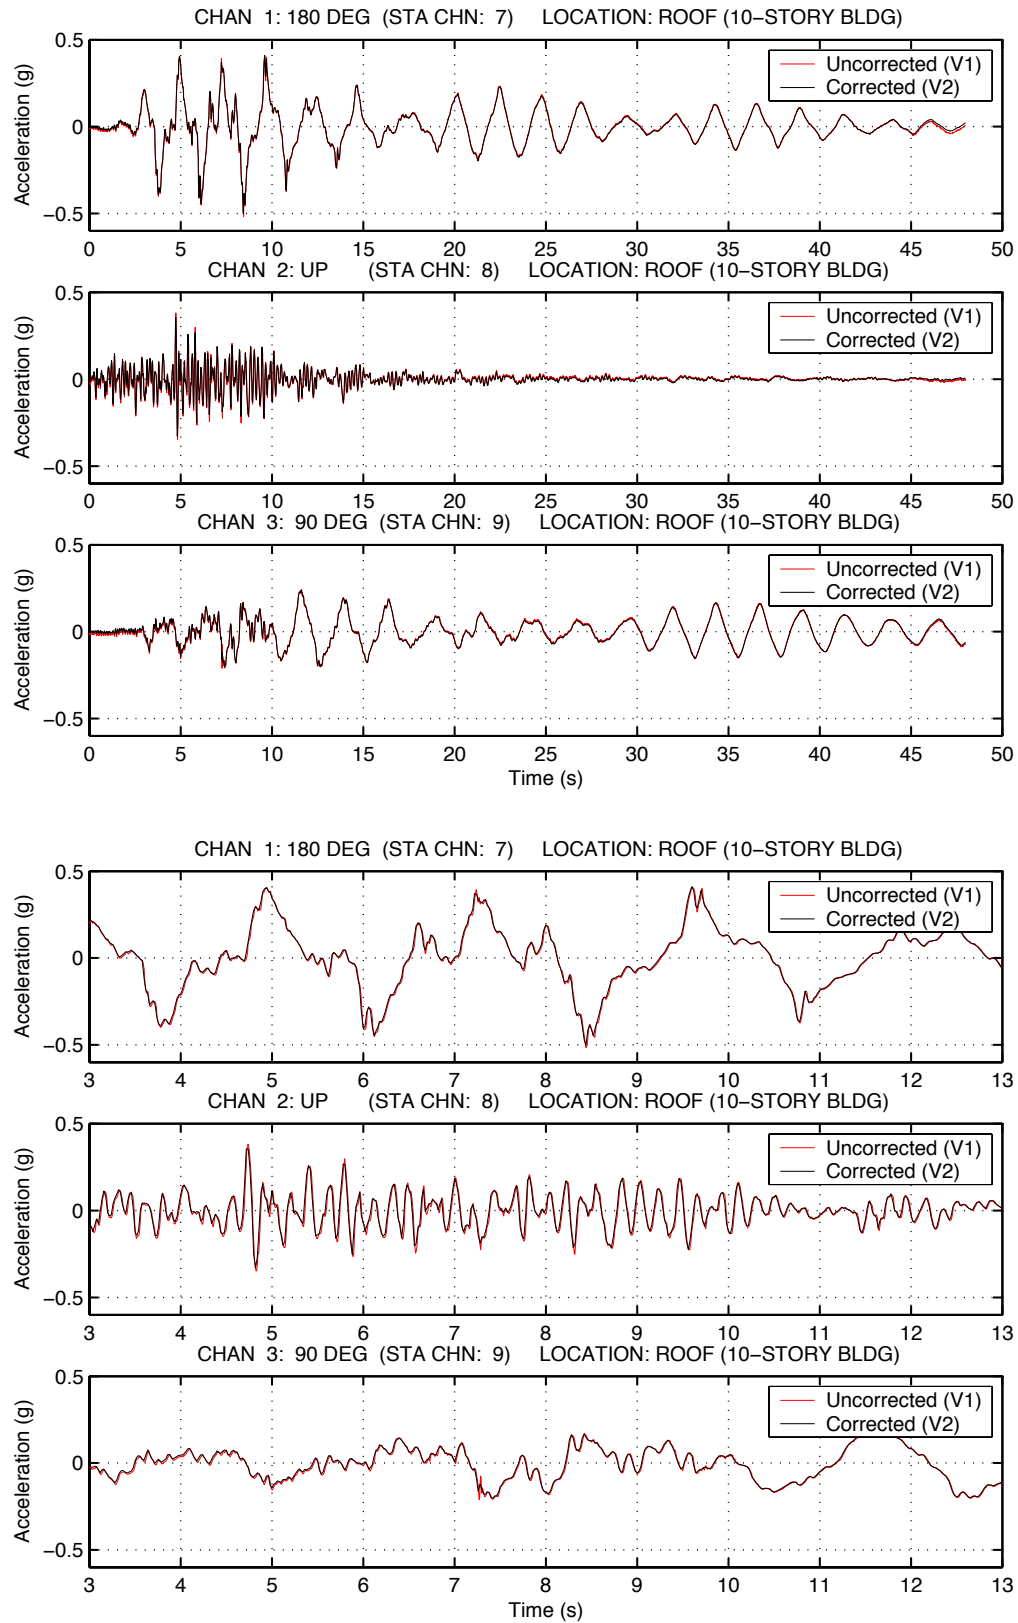 CHAN 1: 180 DEG (STA CHN: 7) LOCATION: ROOF (10−STORY BLDG)
0.5
0
−0.5
Acceleration (g)
Uncorrected (V1)
Corrected (V2)
0 5 10 15 20 25 30 35 40 45 50
CHAN 2: UP (STA CHN: 8) LOCATION: ROOF (10−STORY BLDG)
0.5
0
−0.5
Acceleration (g)
Uncorrected (V1)
Corrected (V2)
0 5 10 15 20 25 30 35 40 45 50
CHAN 3: 90 DEG (STA CHN: 9) LOCATION: ROOF (10−STORY BLDG)
0.5
0
−0.5
Acceleration (g)
Uncorrected (V1)
Corrected (V2)
0 5 10 15 20 25 30 35 40 45 50
Time (s)
CHAN 1: 180 DEG (STA CHN: 7) LOCATION: ROOF (10−STORY BLDG)
0.5
0
−0.5
Acceleration (g)
Uncorrected (V1)
Corrected (V2)
3 4 5 6 7 8 9 10 11 12 13
CHAN 2: UP (STA CHN: 8) LOCATION: ROOF (10−STORY BLDG)
0.5
0
−0.5
Acceleration (g)
Uncorrected (V1)
Corrected (V2)
3 4 5 6 7 8 9 10 11 12 13
CHAN 3: 90 DEG (STA CHN: 9) LOCATION: ROOF (10−STORY BLDG)
0.5
0
−0.5
Acceleration (g)
Uncorrected (V1)
Corrected (V2)
3 4 5 6 7 8 9 10 11 12 13
Time (s)